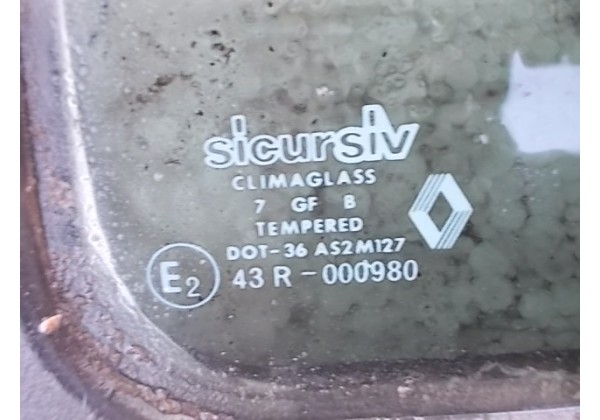 sicursiv
CLIMAGLASS
7 GF B
TEMPERED
DOT-36 AS2M127
E2 43 R-000980